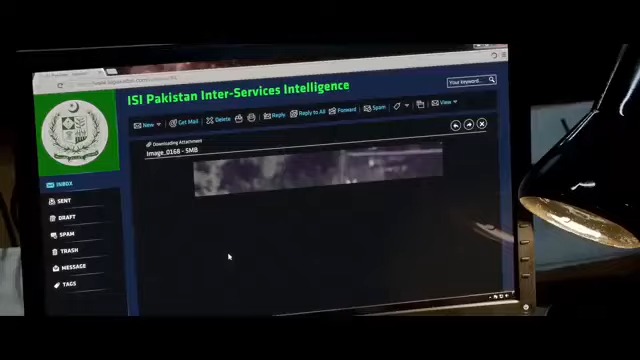 ISI Pakistan Inter-Services Intelligence
Your keyword...
New
Get Mail
Delete
Reply
Reply to All
Forward
Spam
View
Downloading Attachment
Image_0168 - 5MB
INBOX
SENT
DRAFT
SPAM
TRASH
MESSAGE
TAGS